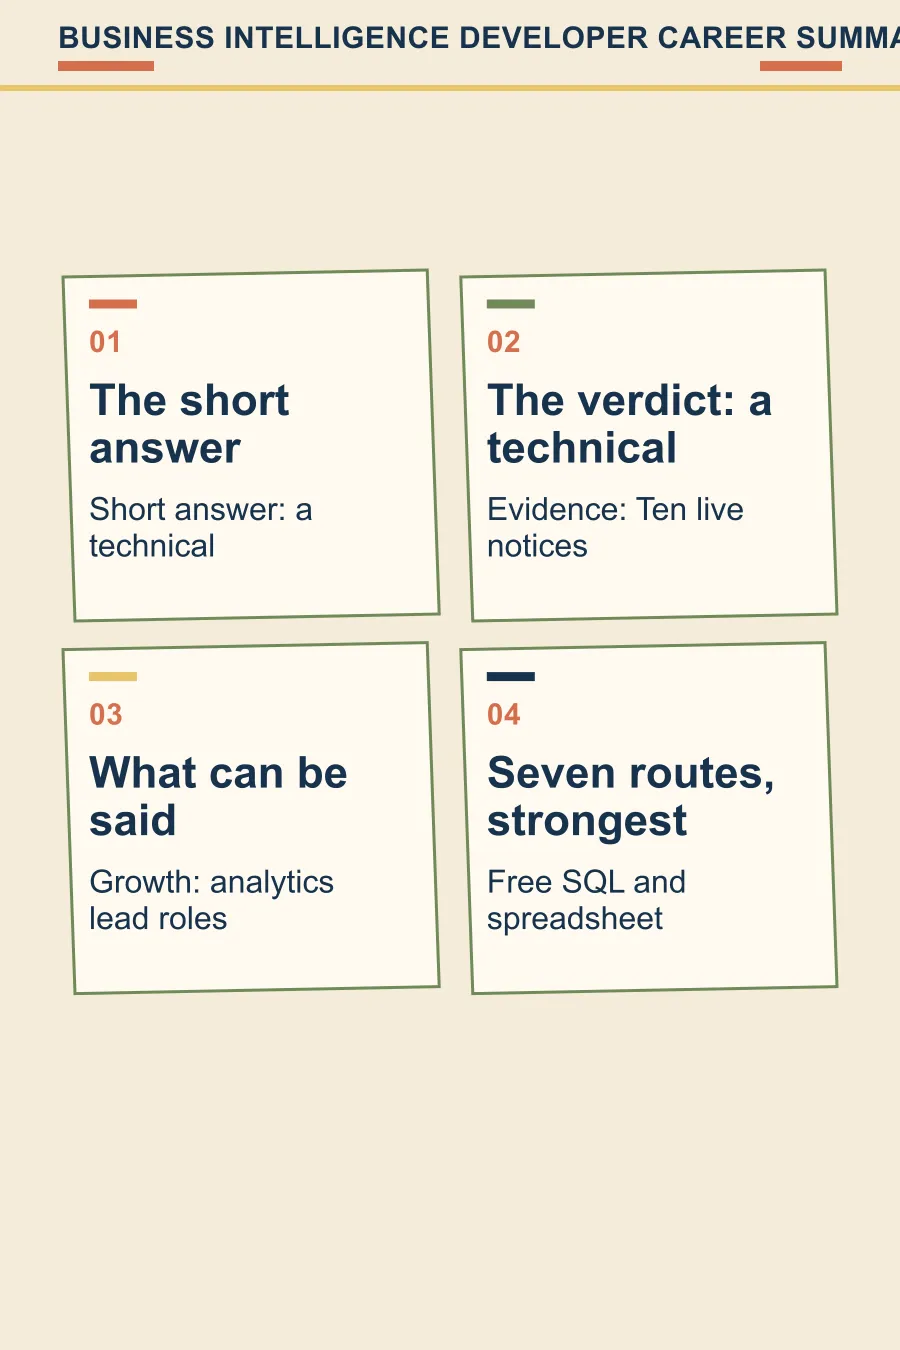 BUSINESS INTELLIGENCE DEVELOPER CAREER SUMMA
01
The short
answer
Short answer: a
technical
02
The verdict: a
technical
Evidence: Ten live
notices
03
What can be
said
Growth: analytics
lead roles
04
Seven routes,
strongest
Free SQL and
spreadsheet